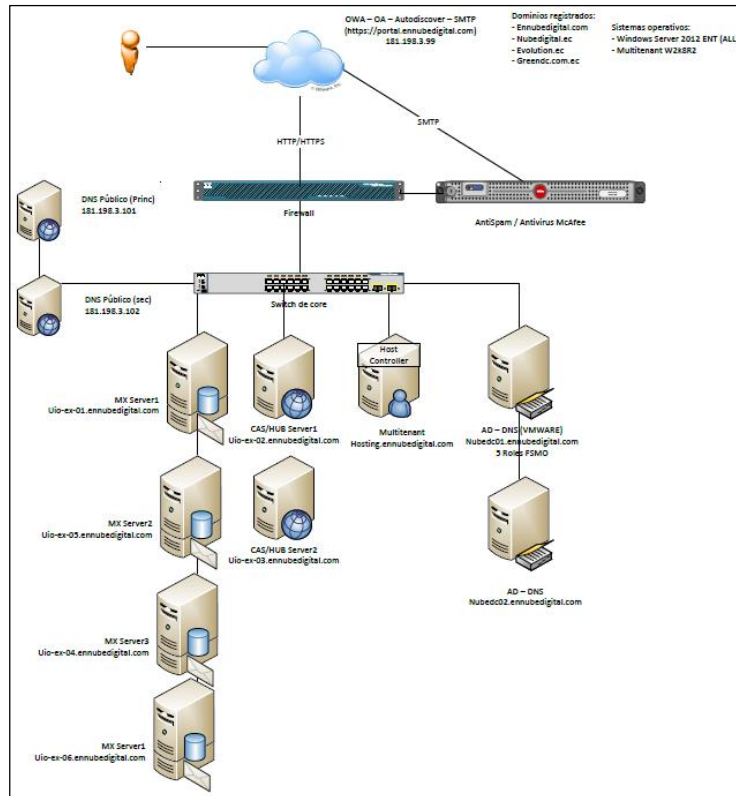 OWA – OA – Autodiscover – SMTP
(https://portal.ennubedigital.com)
181.198.3.99
Dominios registrados:
- Ennubedigital.com
- Nubedigital.ec
- Evolution.ec
- Greendc.com.ec
Sistemas operativos:
- Windows Server 2012 ENT (ALL
- Multitenant W2k8R2
SMTP
HTTP/HTTPS
Firewall
AntiSpam / Antivirus McAfee
DNS Público (Princ)
181.198.3.101
DNS Público (sec)
181.198.3.102
Switch de core
MX Server1
Uio-ex-01.ennubedigital.com
CAS/HUB Server1
Uio-ex-02.ennubedigital.com
Host
Controller
Multitenant
Hosting.ennubedigital.com
AD – DNS (VMWARE)
Nubedc01.ennubedigital.com
5 Roles FSMO
MX Server2
Uio-ex-05.ennubedigital.com
CAS/HUB Server2
Uio-ex-03.ennubedigital.com
AD – DNS
Nubedc02.ennubedigital.com
MX Server3
Uio-ex-04.ennubedigital.com
MX Server1
Uio-ex-06.ennubedigital.com